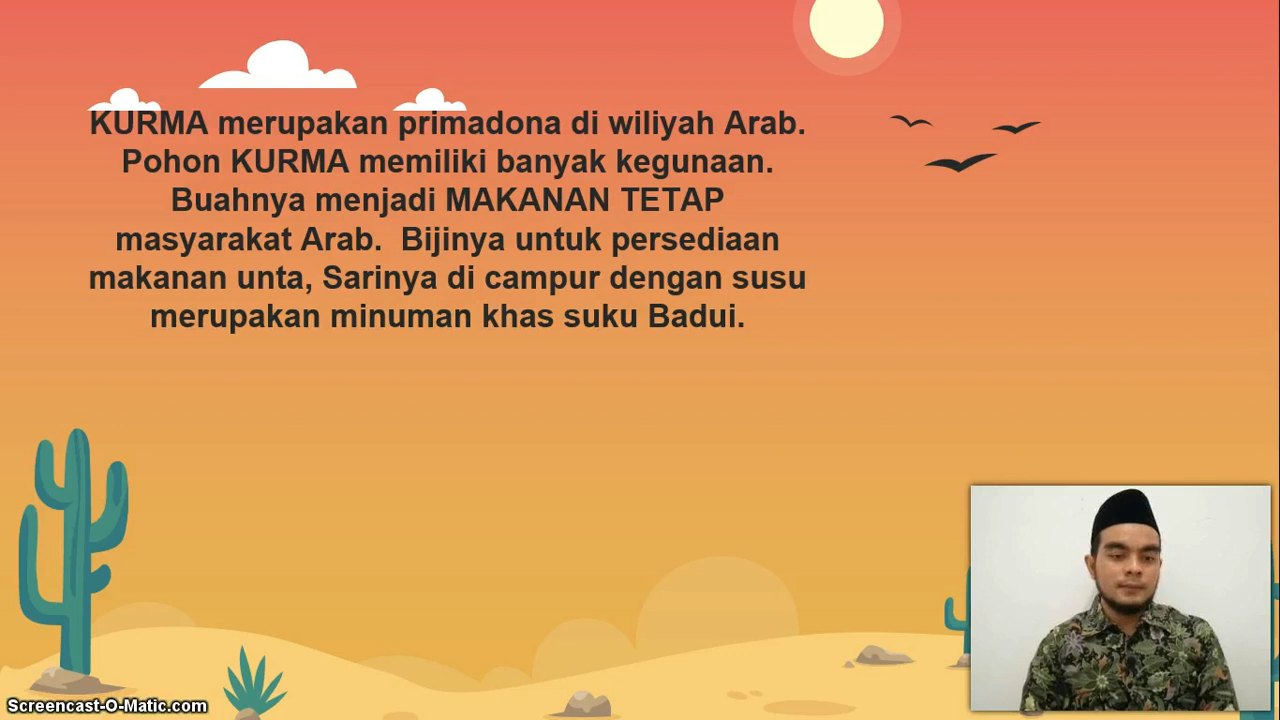 KURMA merupakan primadona di wiliyah Arab.
Pohon KURMA memiliki banyak kegunaan.
Buahnya menjadi MAKANAN TETAP
masyarakat Arab.  Bijinya untuk persediaan
makanan unta, Sarinya di campur dengan susu
merupakan minuman khas suku Badui.
Screencast-O-Matic.com